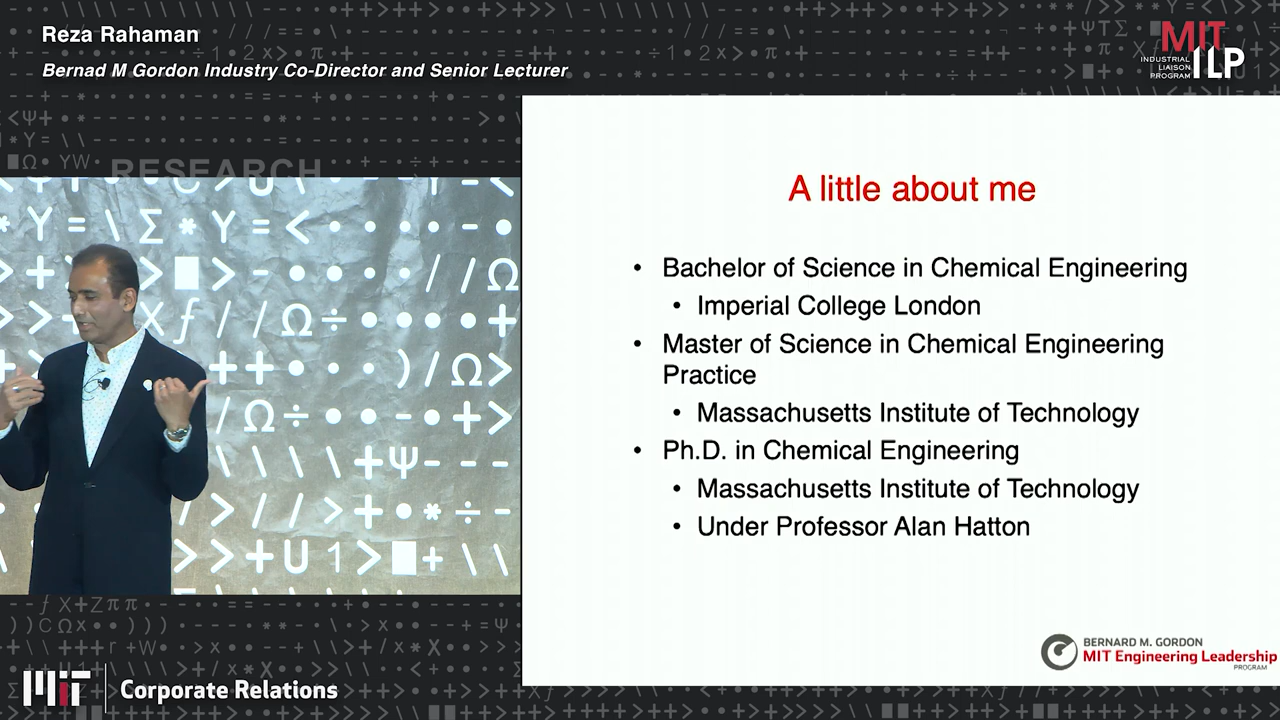 Reza Rahaman
Bernad M Gordon Industry Co-Director and Senior Lecturer
MIT
INDUSTRIAL
LIAISON
PROGRAM
ILP
RESEARCH
A little about me
• Bachelor of Science in Chemical Engineering
• Imperial College London
• Master of Science in Chemical Engineering
Practice
• Massachusetts Institute of Technology
• Ph.D. in Chemical Engineering
• Massachusetts Institute of Technology
• Under Professor Alan Hatton
BERNARD M. GORDON
MIT Engineering Leadership
PROGRAM
MIT
Corporate Relations